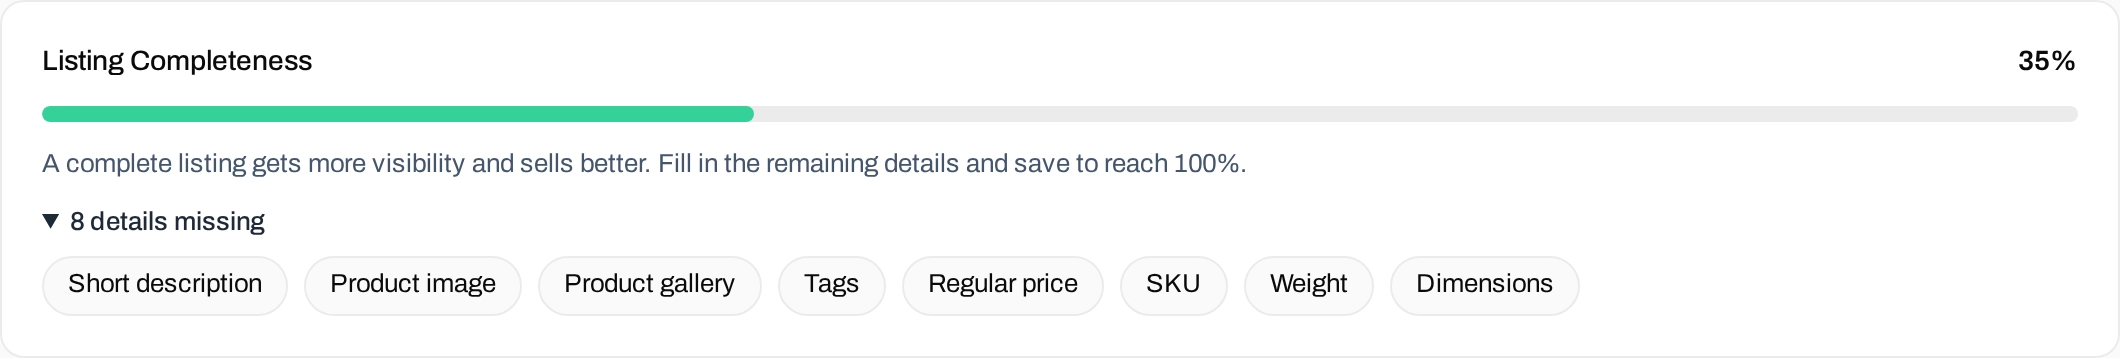 Listing Completeness 35%
A complete listing gets more visibility and sells better. Fill in the remaining details and save to reach 100%.
▼ 8 details missing
Short description Product image Product gallery Tags Regular price SKU Weight Dimensions